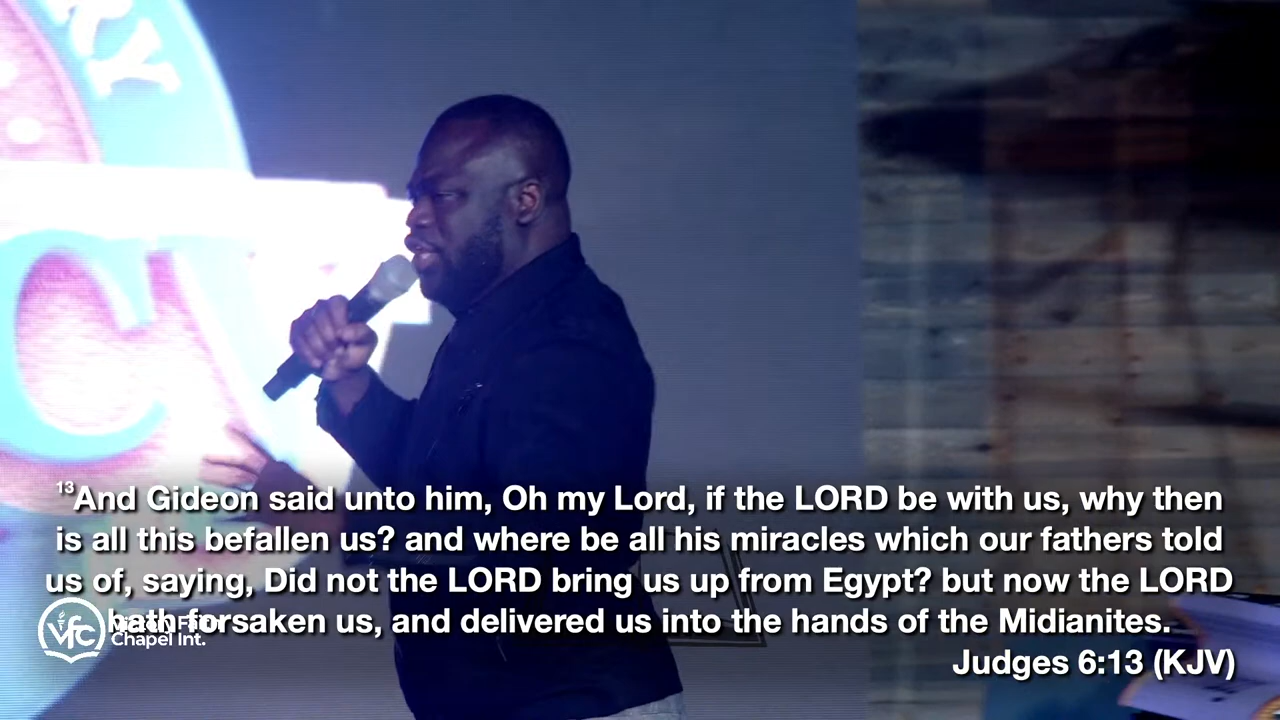 ¹³And Gideon said unto him, Oh my Lord, if the LORD be with us, why then
is all this befallen us? and where be all his miracles which our fathers told
us of, saying, Did not the LORD bring us up from Egypt? but now the LORD
hath forsaken us, and delivered us into the hands of the Midianites.
Judges 6:13 (KJV)
vfc
Chapel Int.